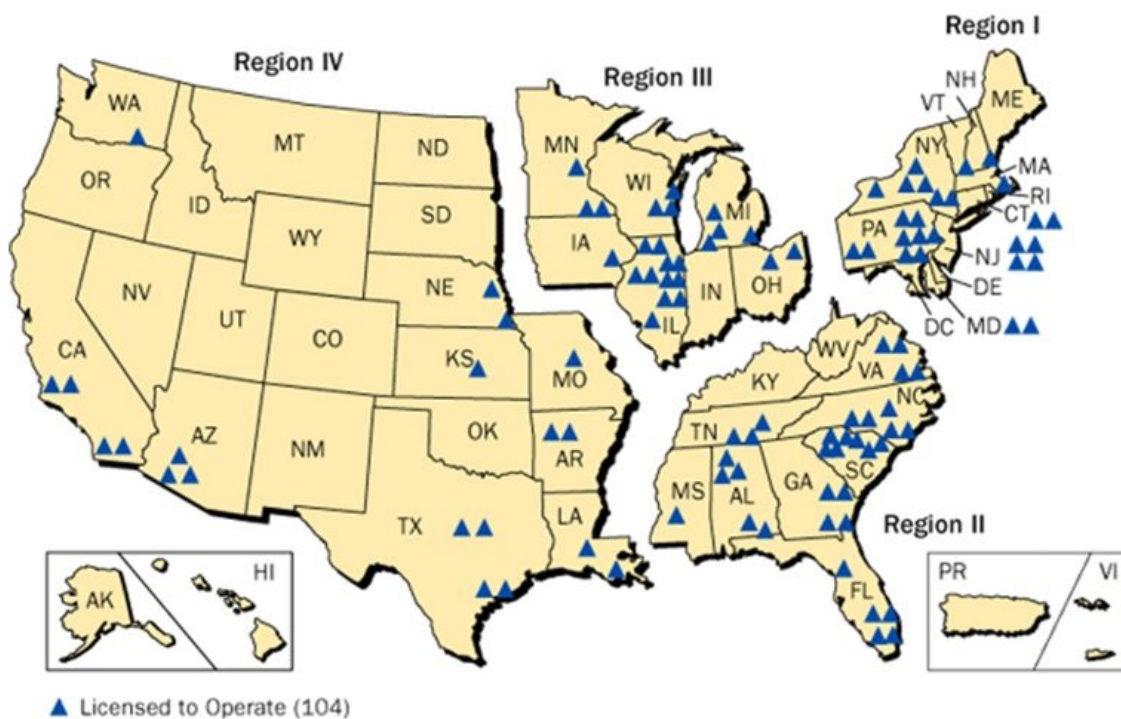 Region I
Region IV
Region III
NH
VT
ME
WA
MT
ND
MN
NY
OR
WI
MA
ID
SD
MI
RI
CT
WY
IA
PA
NJ
NE
OH
NV
IN
DE
UT
IL
DC
MD
CO
WV
CA
KS
MO
KY
VA
NC
OK
TN
AZ
NM
AR
SC
MS
AL
GA
LA
TX
Region II
HI
PR
VI
AK
FL
Licensed to Operate (104)